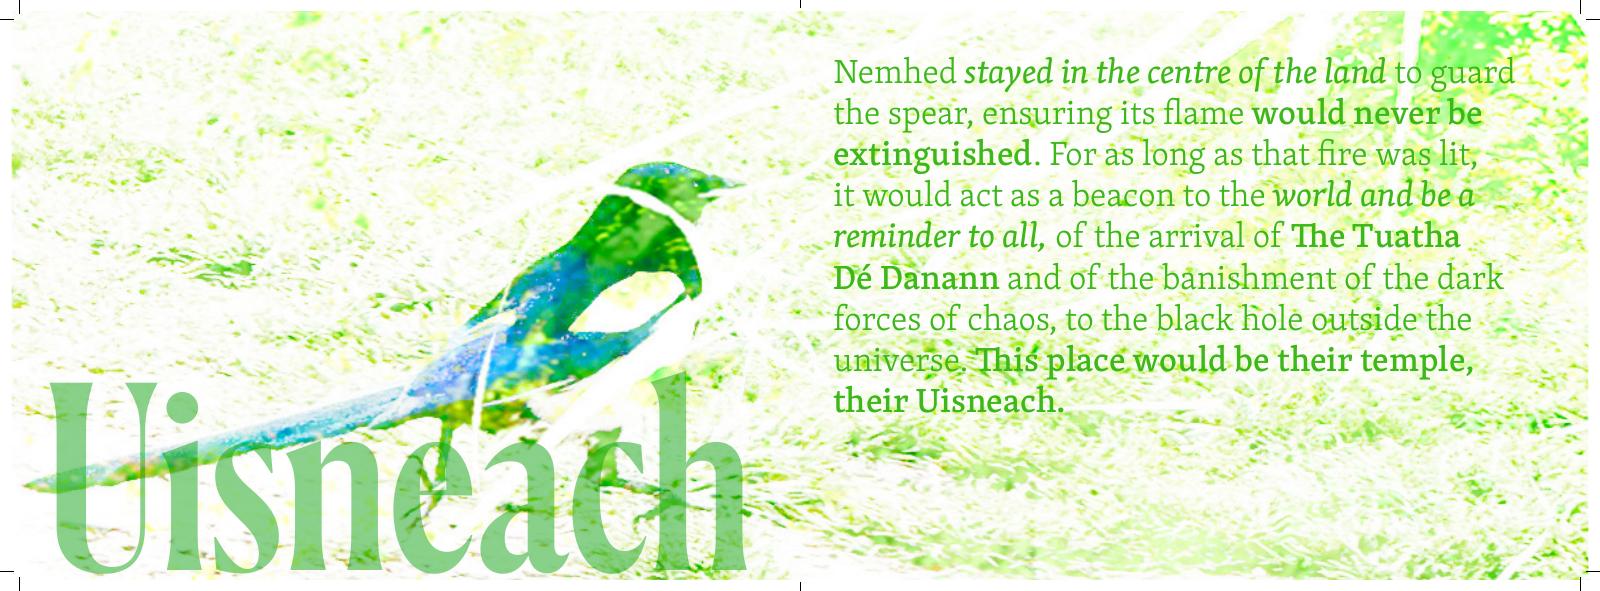 Uisneach
Nemhed stayed in the centre of the land to guard
the spear, ensuring its flame would never be
extinguished. For as long as that fire was lit,
it would act as a beacon to the world and be a
reminder to all, of the arrival of The Tuatha
Dé Danann and of the banishment of the dark
forces of chaos, to the black hole outside the
universe. This place would be their temple,
their Uisneach.